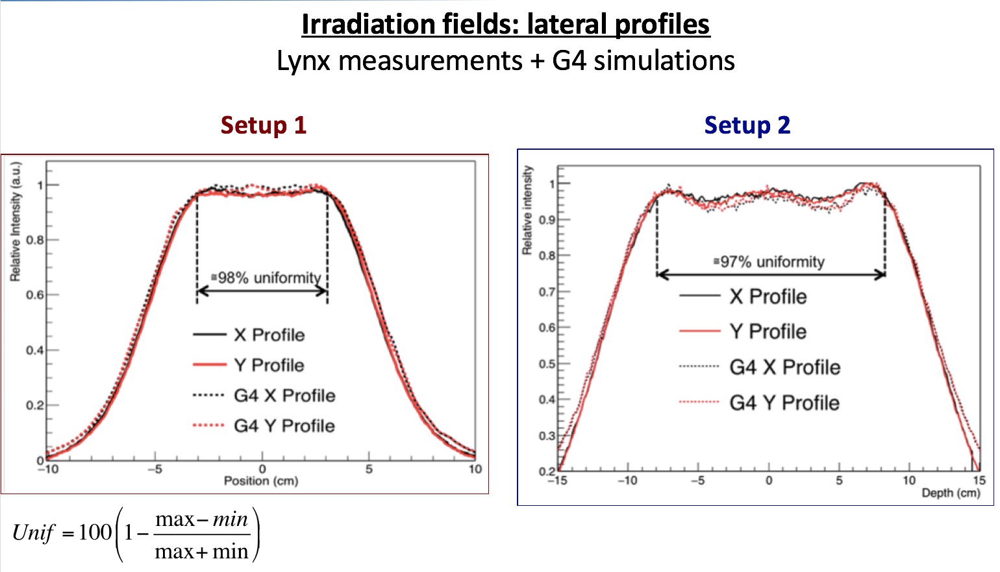 Irradiation fields: lateral profiles
Lynx measurements + G4 simulations
Setup 1
Relative Intensity (a.u.)
1
0.8
0.6
0.4
0.2
0
≅98% uniformity
X Profile
Y Profile
G4 X Profile
G4 Y Profile
−10
−5
0
5
10
Position (cm)
Setup 2
Relative intensity
1
0.9
0.8
0.7
0.6
0.5
0.4
0.3
0.2
≅97% uniformity
X Profile
Y Profile
G4 X Profile
G4 Y Profile
−15
−10
−5
0
5
10
15
Depth (cm)
Unif = 100(1 − (max − min)/(max + min))